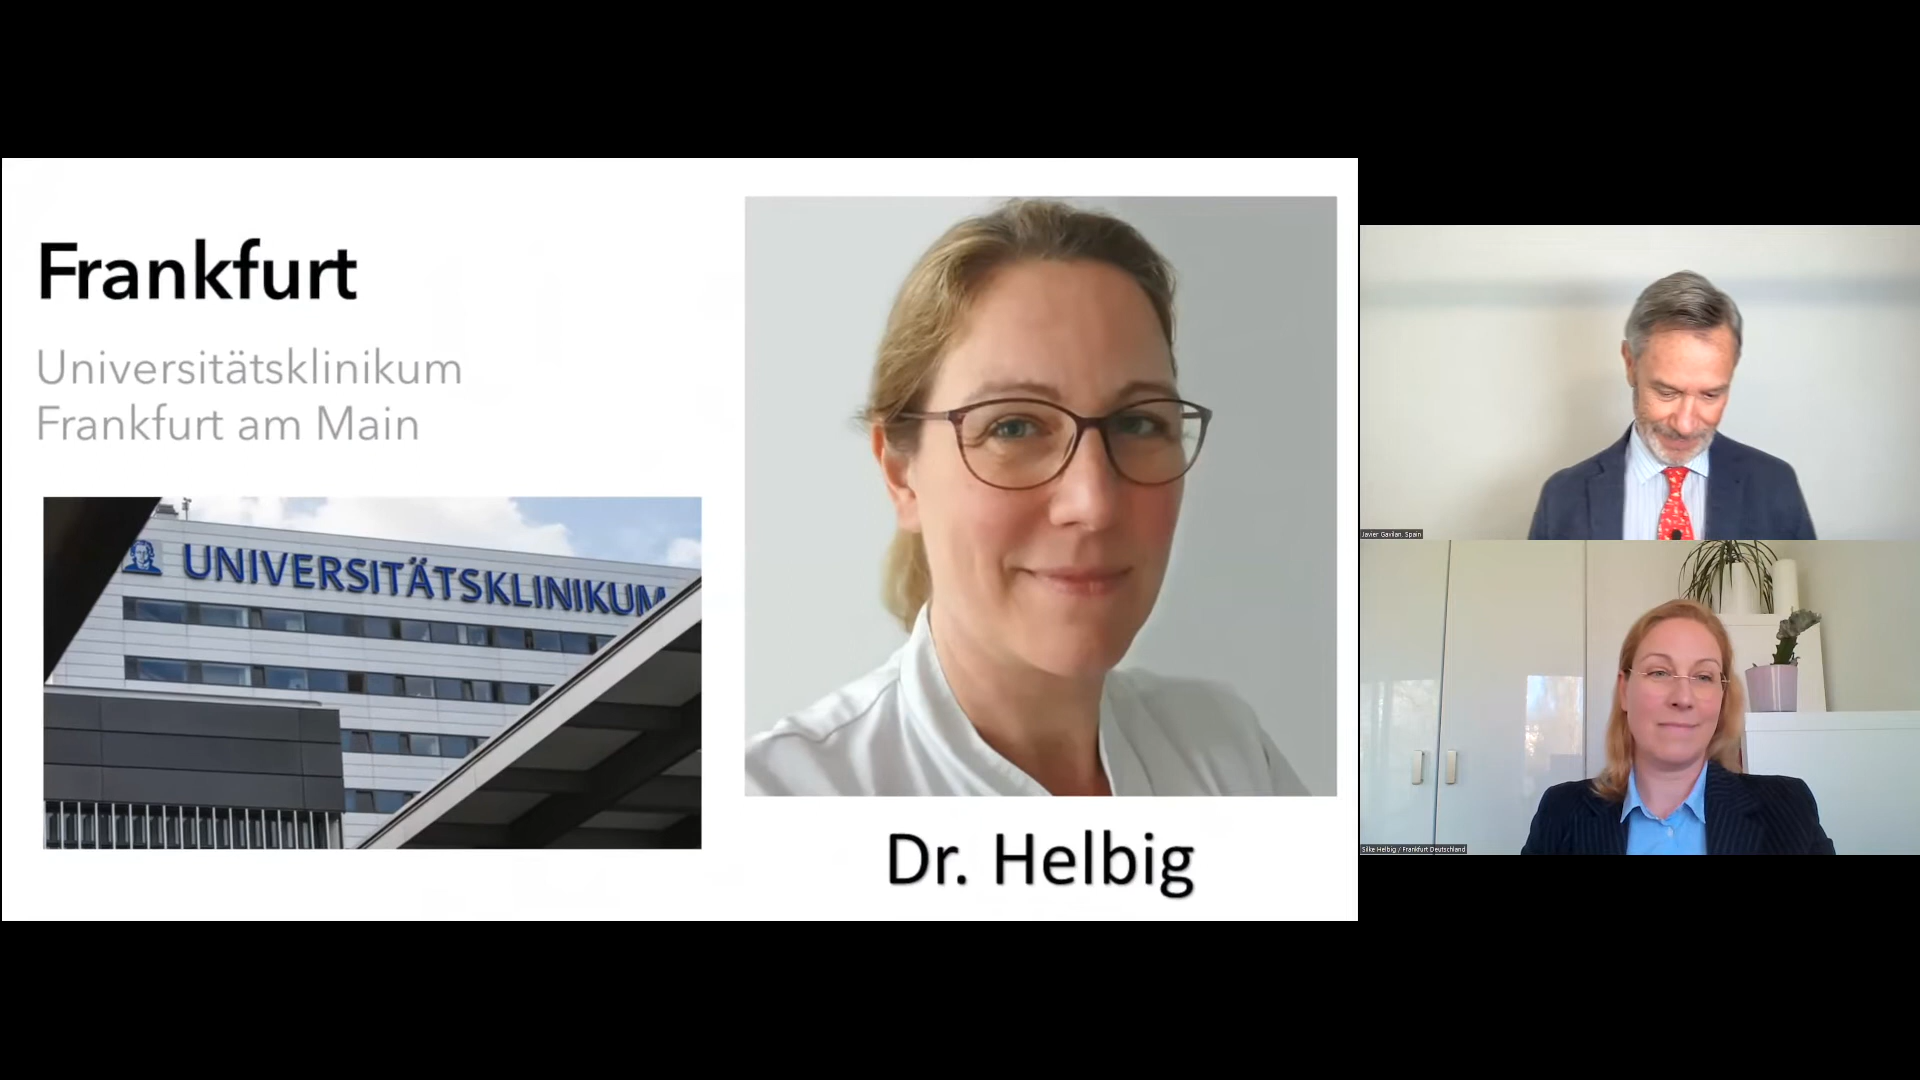 Frankfurt
Universitätsklinikum
Frankfurt am Main
UNIVERSITÄTSKLINIKUM
Dr. Helbig
Javier Gavilan, Spain
Silke Helbig / Frankfurt Deutschland